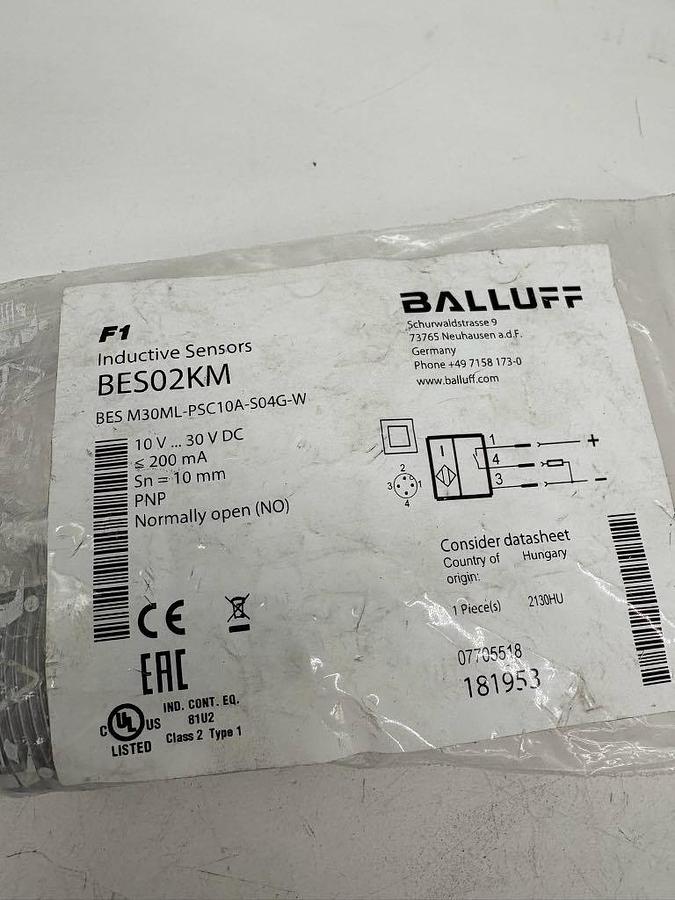 F1
Inductive Sensors
BES02KM
BES M30ML-PSC10A-S04G-W
10 V ... 30 V DC
≤ 200 mA
Sn = 10 mm
PNP
Normally open (NO)
CE
EAC
C UL US
LISTED
IND. CONT. EQ.
81U2
Class 2 Type 1
BALLUFF
Schurwaldstrasse 9
73765 Neuhausen a.d.F.
Germany
Phone +49 7158 173-0
www.balluff.com
1 +
4
3 -
2
3 1
4
Consider datasheet
Country of origin: Hungary
1 Piece(s) 2130HU
07705518
181953